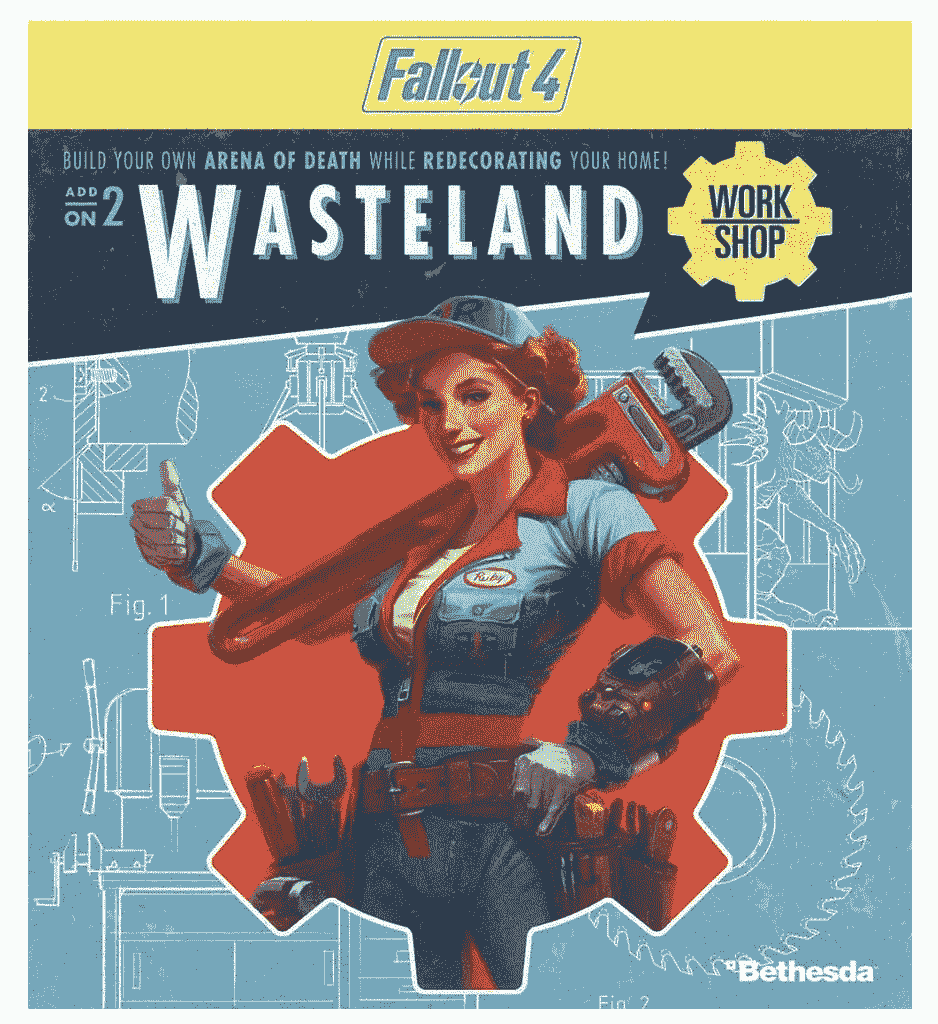 Fallout 4
BUILD YOUR OWN ARENA OF DEATH WHILE REDECORATING YOUR HOME!
ADD
ON 2
WASTELAND
WORK
SHOP
R
2
α
Ruby
Fig. 1
Bethesda
Fig. 2